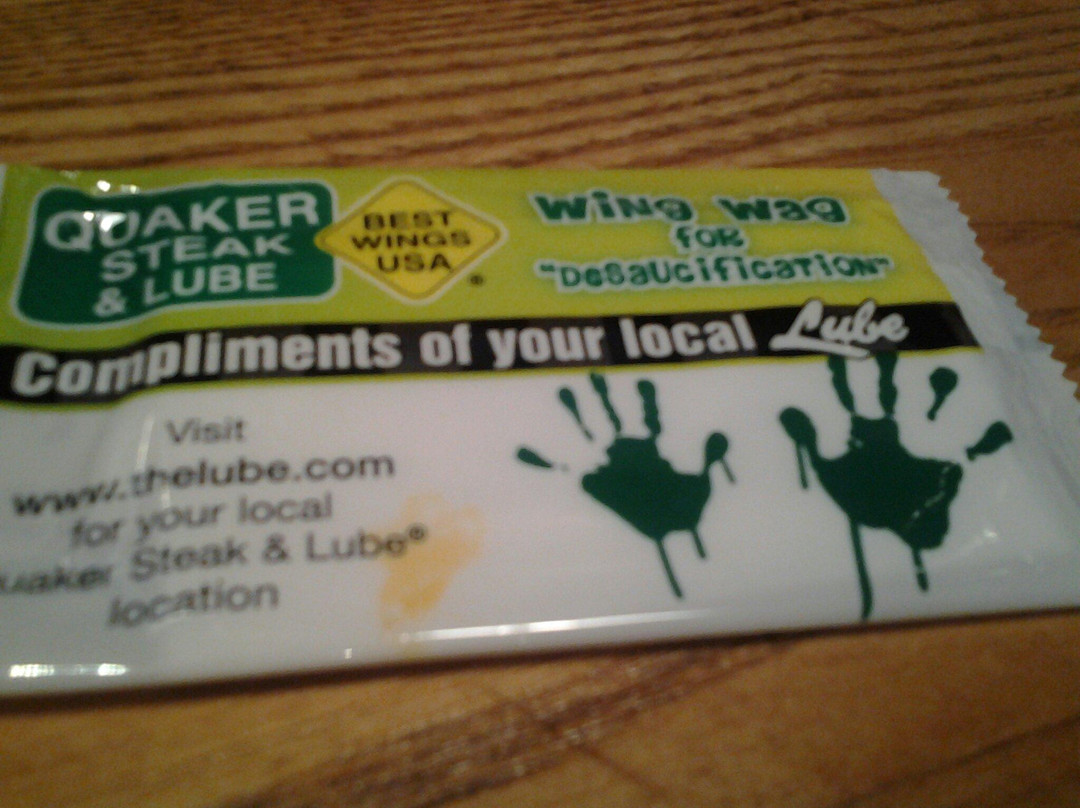 QUAKER
STEAK
& LUBE
BEST
WINGS
USA
®
WING WAG
FOR
"DeSaUcification"
Compliments of your local Lube
Visit
www.thelube.com
for your local
Quaker Steak & Lube®
location